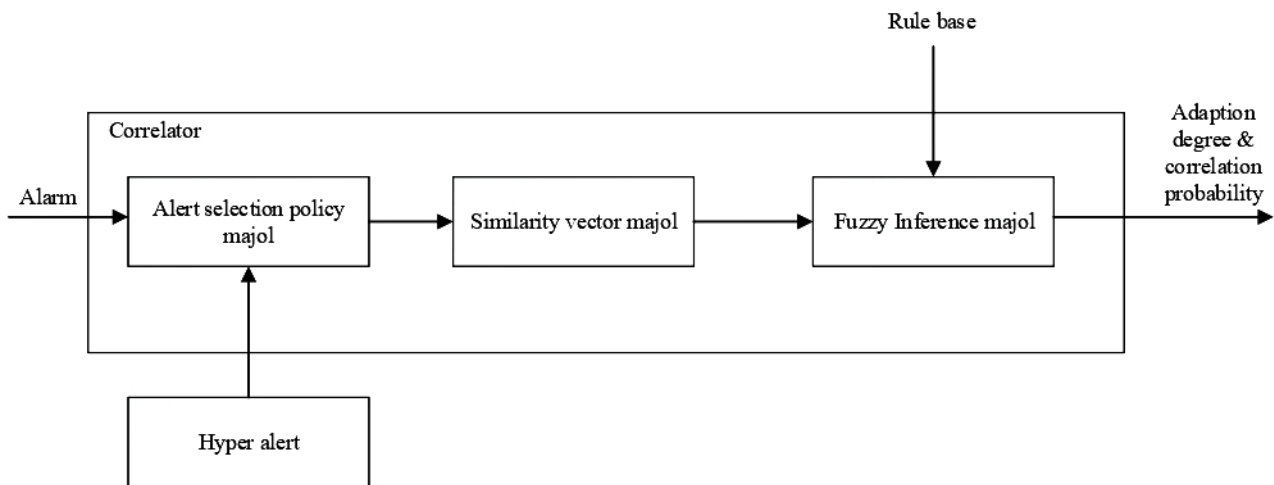 Rule base
Correlator
Adaption
degree &
correlation
probability
Alarm
Alert selection policy
majol
Similarity vector majol
Fuzzy Inference majol
Hyper alert